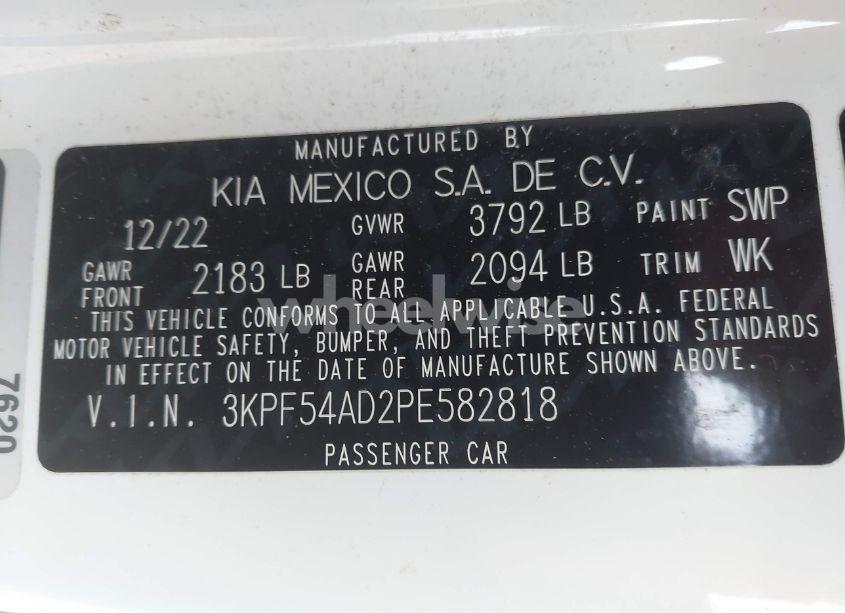 MANUFACTURED BY
KIA MEXICO S.A. DE C.V.
12/22 GVWR 3792 LB PAINT SWP
GAWR FRONT 2183 LB GAWR REAR 2094 LB TRIM WK
THIS VEHICLE CONFORMS TO ALL APPLICABLE U.S.A. FEDERAL
MOTOR VEHICLE SAFETY, BUMPER, AND THEFT PREVENTION STANDARDS
IN EFFECT ON THE DATE OF MANUFACTURE SHOWN ABOVE.
V.I.N. 3KPF54AD2PE582818
PASSENGER CAR
wheelwise
7620